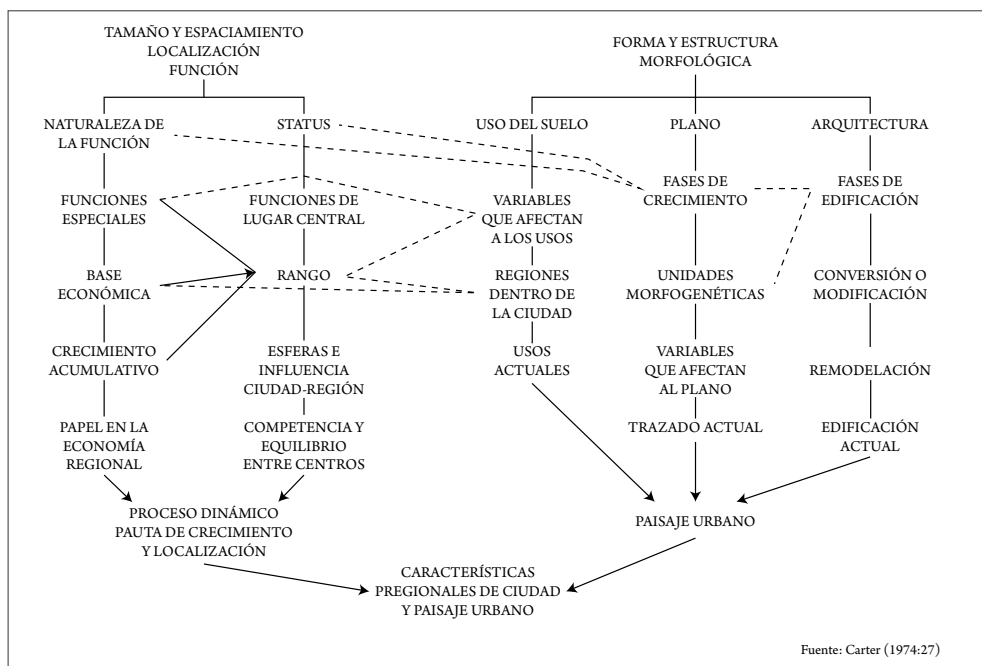 TAMAÑO Y ESPACIAMIENTO
LOCALIZACIÓN
FUNCIÓN
FORMA Y ESTRUCTURA
MORFOLÓGICA
NATURALEZA DE
LA FUNCIÓN
STATUS
USO DEL SUELO
PLANO
ARQUITECTURA
FUNCIONES
ESPECIALES
FUNCIONES DE
LUGAR CENTRAL
VARIABLES
QUE AFECTAN
A LOS USOS
FASES DE
CRECIMIENTO
FASES DE
EDIFICACIÓN
BASE
ECONÓMICA
RANGO
REGIONES
DENTRO DE
LA CIUDAD
UNIDADES
MORFOGENÉTICAS
CONVERSIÓN O
MODIFICACIÓN
CRECIMIENTO
ACUMULATIVO
ESFERAS E
INFLUENCIA
CIUDAD-REGIÓN
USOS
ACTUALES
VARIABLES
QUE AFECTAN
AL PLANO
REMODELACIÓN
PAPEL EN LA
ECONOMÍA
REGIONAL
COMPETENCIA Y
EQUILIBRIO
ENTRE CENTROS
TRAZADO ACTUAL
EDIFICACIÓN
ACTUAL
PROCESO DINÁMICO
PAUTA DE CRECIMIENTO
Y LOCALIZACIÓN
PAISAJE URBANO
CARACTERÍSTICAS
PREGIONALES DE CIUDAD
Y PAISAJE URBANO
Fuente: Carter (1974:27)